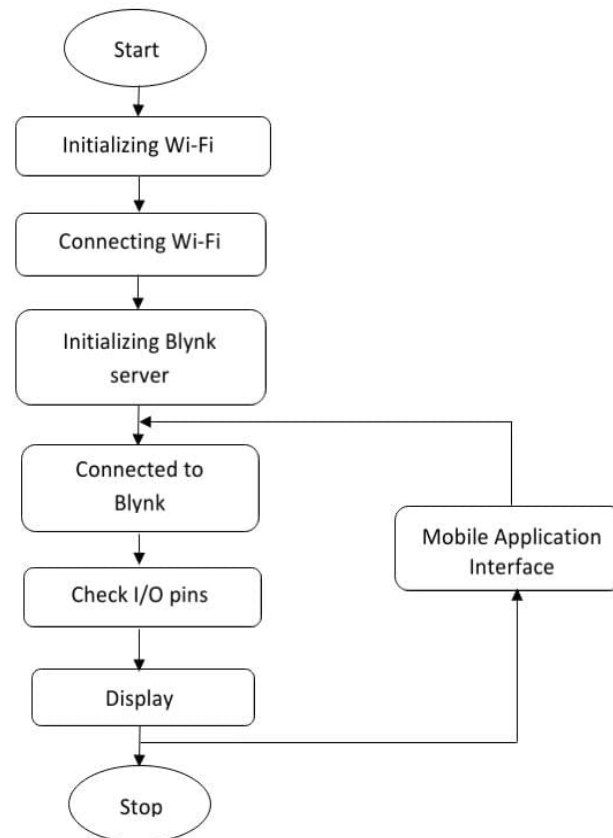 Start
Initializing Wi-Fi
Connecting Wi-Fi
Initializing Blynk
server
Connected to
Blynk
Mobile Application
Interface
Check I/O pins
Display
Stop